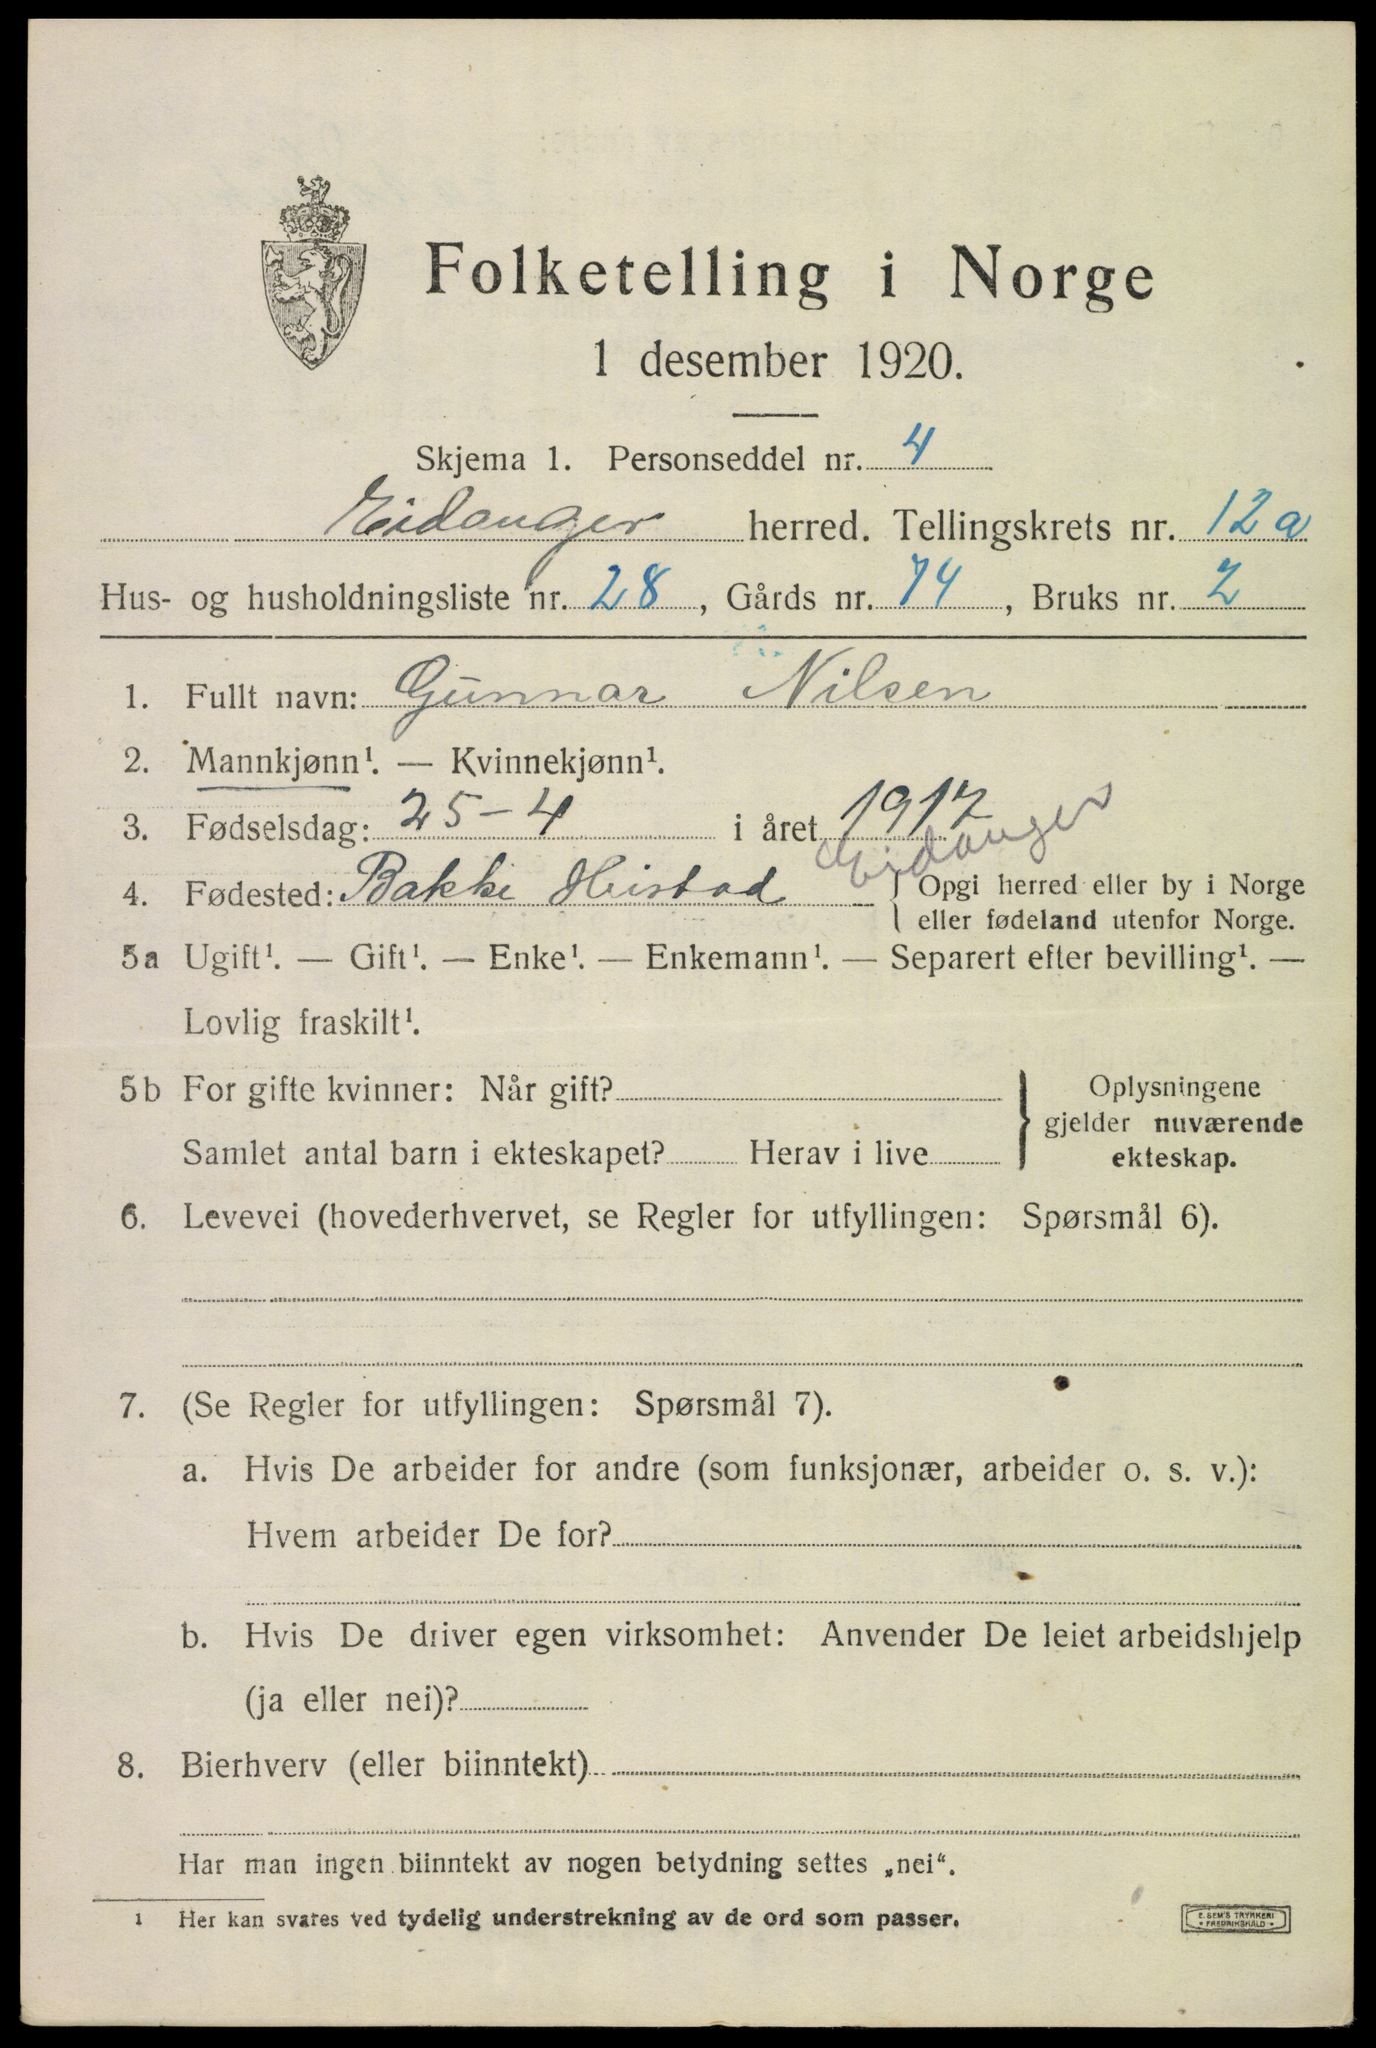 Folketelling i Norge
1 desember 1920.
Skjema 1. Personseddel nr. 4
Eidanger herred. Tellingskrets nr. 12a
Hus- og husholdningsliste nr. 28, Gårds nr. 74, Bruks nr. 2
1. Fullt navn: Gunnar Nilsen
2. Mannkjønn¹. — Kvinnekjønn¹.
3. Fødselsdag: 25-4 i året 1917
Eidanger
4. Fødested: Bakke Heistad } Opgi herred eller by i Norge
eller fødeland utenfor Norge.
5a Ugift¹. — Gift¹. — Enke¹. — Enkemann¹. — Separert efter bevilling¹. —
Lovlig fraskilt¹.
5b For gifte kvinner: Når gift?
Samlet antal barn i ekteskapet? Herav i live
} Oplysningene
gjelder nuværende
ekteskap.
6. Levevei (hovederhvervet, se Regler for utfyllingen: Spørsmål 6).
7. (Se Regler for utfyllingen: Spørsmål 7).
a. Hvis De arbeider for andre (som funksjonær, arbeider o. s. v.):
Hvem arbeider De for?
b. Hvis De driver egen virksomhet: Anvender De leiet arbeidshjelp
(ja eller nei)?
8. Bierhverv (eller biinntekt)
Har man ingen biinntekt av nogen betydning settes „nei“.
1 Her kan svares ved tydelig understrekning av de ord som passer.
E. SEM'S TRYKKERI
• FREDRIKSHALD •